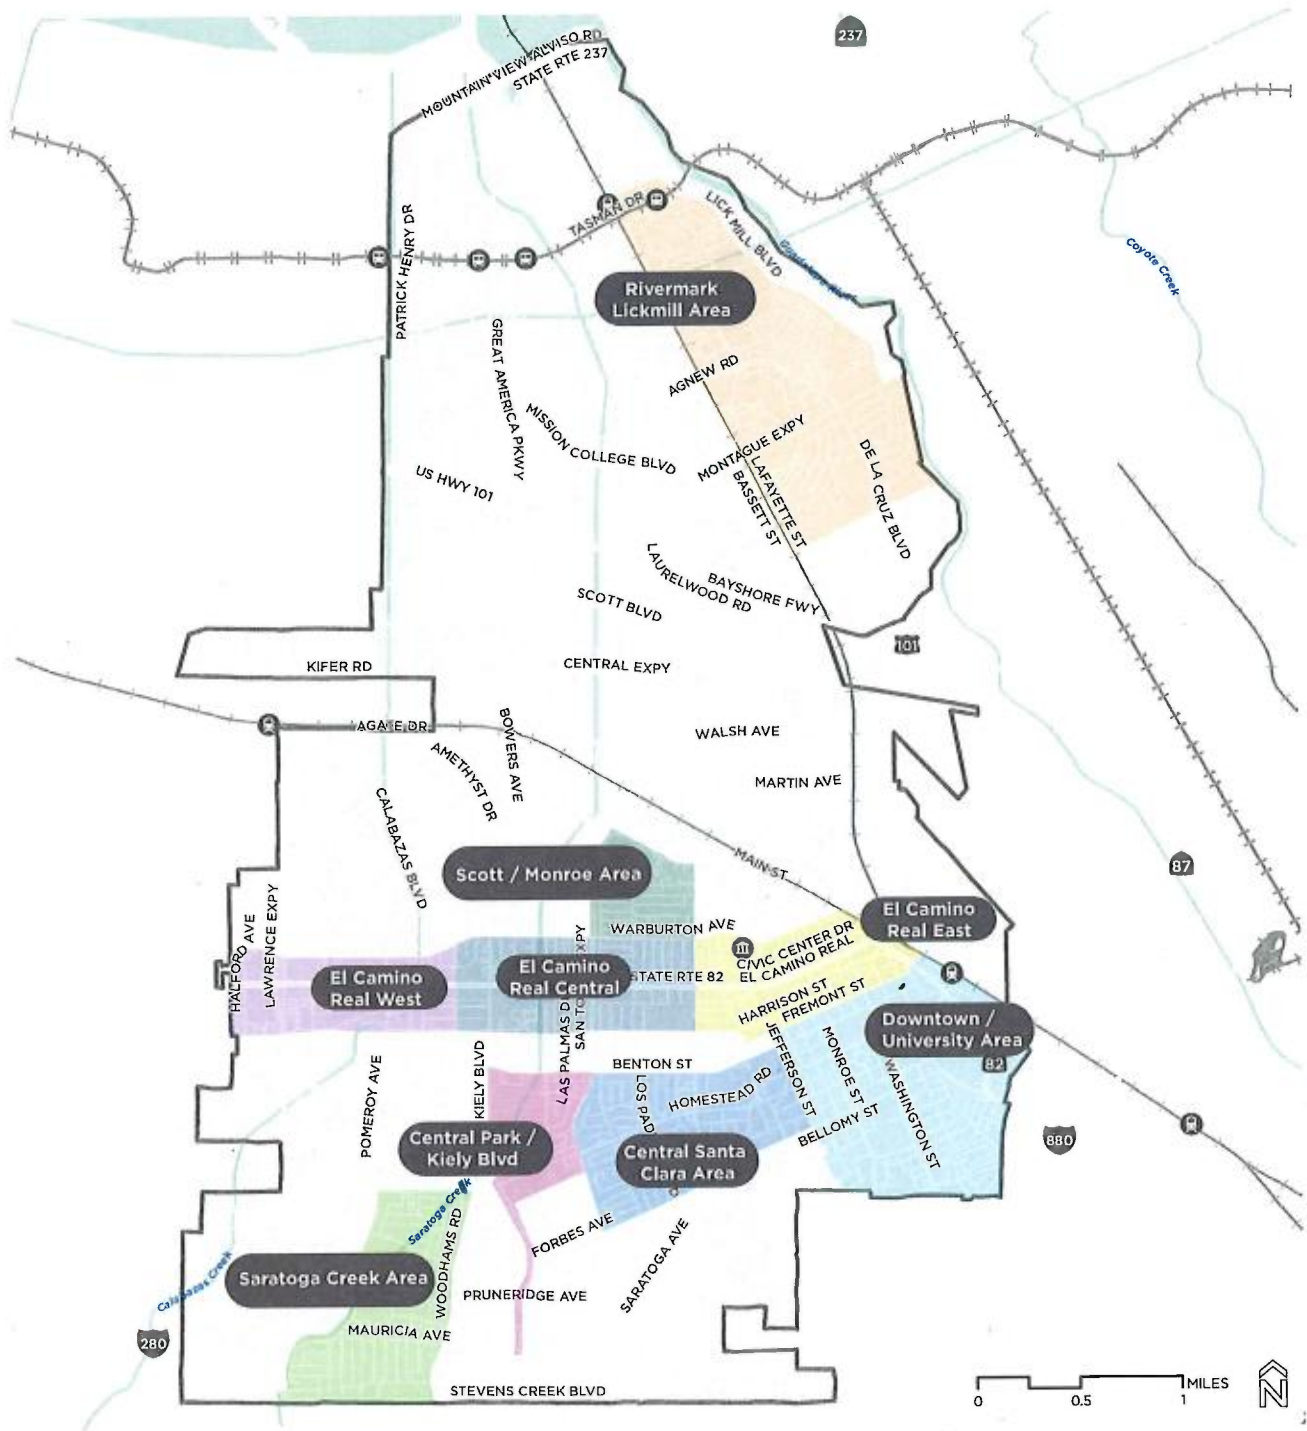 237
MOUNTAIN VIEW ALVISO RD
STATE RTE 237
TASMAN DR
LICK MILL BLVD
PATRICK HENRY DR
Coyote Creek
Rivermark
Lickmill Area
GREAT AMERICA PKWY
AGNEW RD
MISSION
COLLEGE BLVD
MONTAGUE EXPY
US HWY 101
LAFAYETTE ST
BASSETT ST
DE LA CRUZ BLVD
LAURELWOOD RD
BAYSHORE FWY
SCOTT BLVD
101
KIFER RD
CENTRAL EXPY
AGATE DR
BOWERS AVE
WALSH AVE
AMETHYST DR
MARTIN AVE
CALABAZAS BLVD
MAIN ST
87
Scott / Monroe Area
HALFORD AVE
LAWRENCE EXPY
WARBURTON AVE
EXPY
El Camino
Real East
CIVIC CENTER DR
EL CAMINO REAL
El Camino
Real West
El Camino
Real Central
STATE RTE 82
HARRISON ST
FREMONT ST
LAS PALMAS D
SAN TO
Downtown /
University Area
82
KIELY BLVD
POMEROY AVE
BENTON ST
LOS PAD
HOMESTEAD RD
JEFFERSON ST
MONROE ST
WASHINGTON ST
BELLOMY ST
880
Central Park /
Kiely Blvd
Central Santa
Clara Area
Saratoga Creek
WOODHAMS RD
FORBES AVE
SARATOGA AVE
Calabazas Creek
Saratoga Creek Area
PRUNERIDGE AVE
280
MAURICIA AVE
STEVENS CREEK BLVD
MILES
0 0.5 1
N